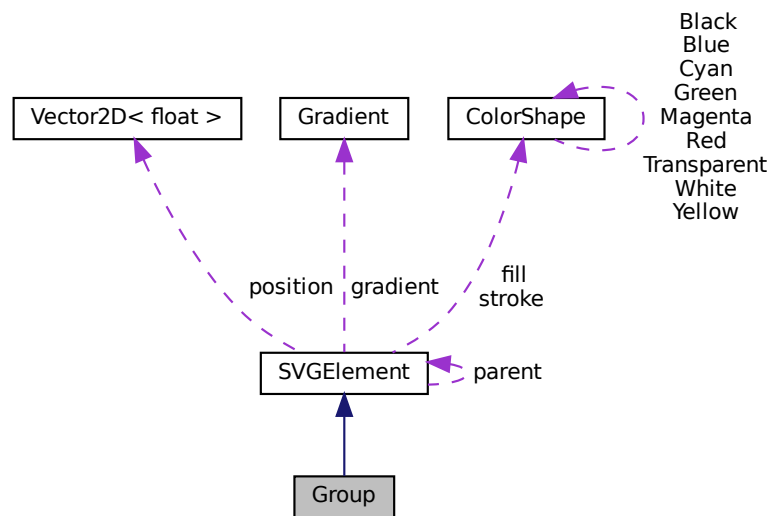 Black
Blue
Cyan
Green
Magenta
Red
Transparent
White
Yellow
Vector2D< float >
Gradient
ColorShape
position
gradient
fill
stroke
SVGElement
parent
Group